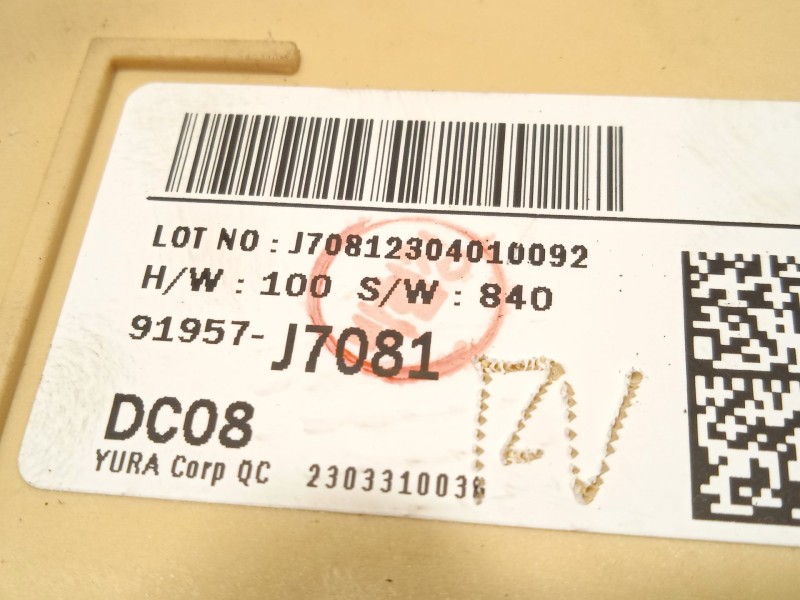 LOT NO : J70812304010092
H/W : 100 S/W : 840
91957-J7081
DC08
YURA Corp QC